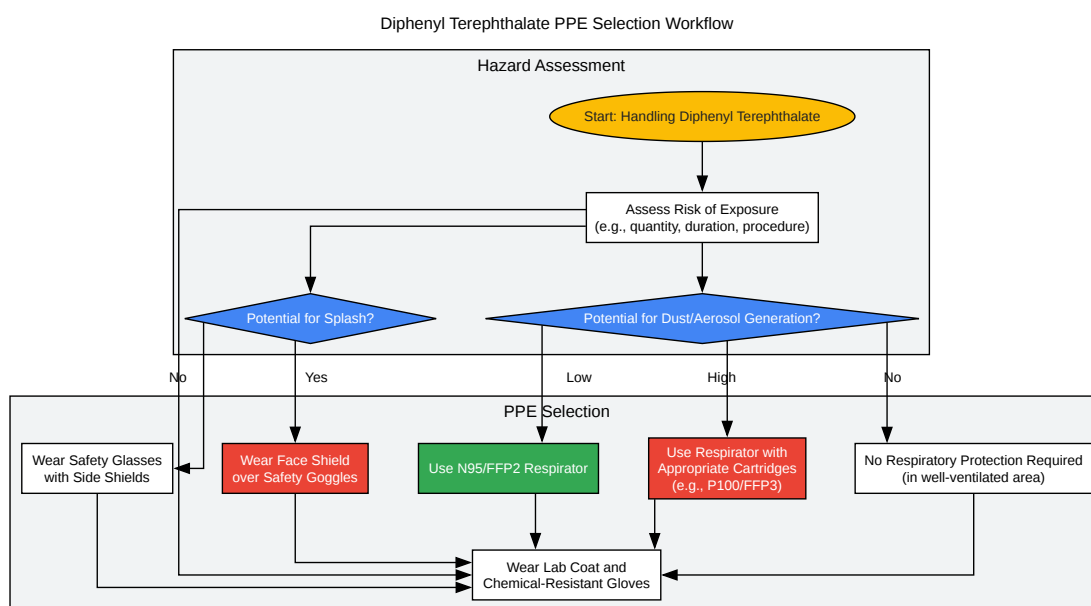 Diphenyl Terephthalate PPE Selection Workflow
Hazard Assessment
Start: Handling Diphenyl Terephthalate
Assess Risk of Exposure
(e.g., quantity, duration, procedure)
Potential for Splash?
Potential for Dust/Aerosol Generation?
No
Yes
Low
High
No
PPE Selection
Wear Safety Glasses
with Side Shields
Wear Face Shield
over Safety Goggles
Use N95/FFP2 Respirator
Use Respirator with
Appropriate Cartridges
(e.g., P100/FFP3)
No Respiratory Protection Required
(in well-ventilated area)
Wear Lab Coat and
Chemical-Resistant Gloves